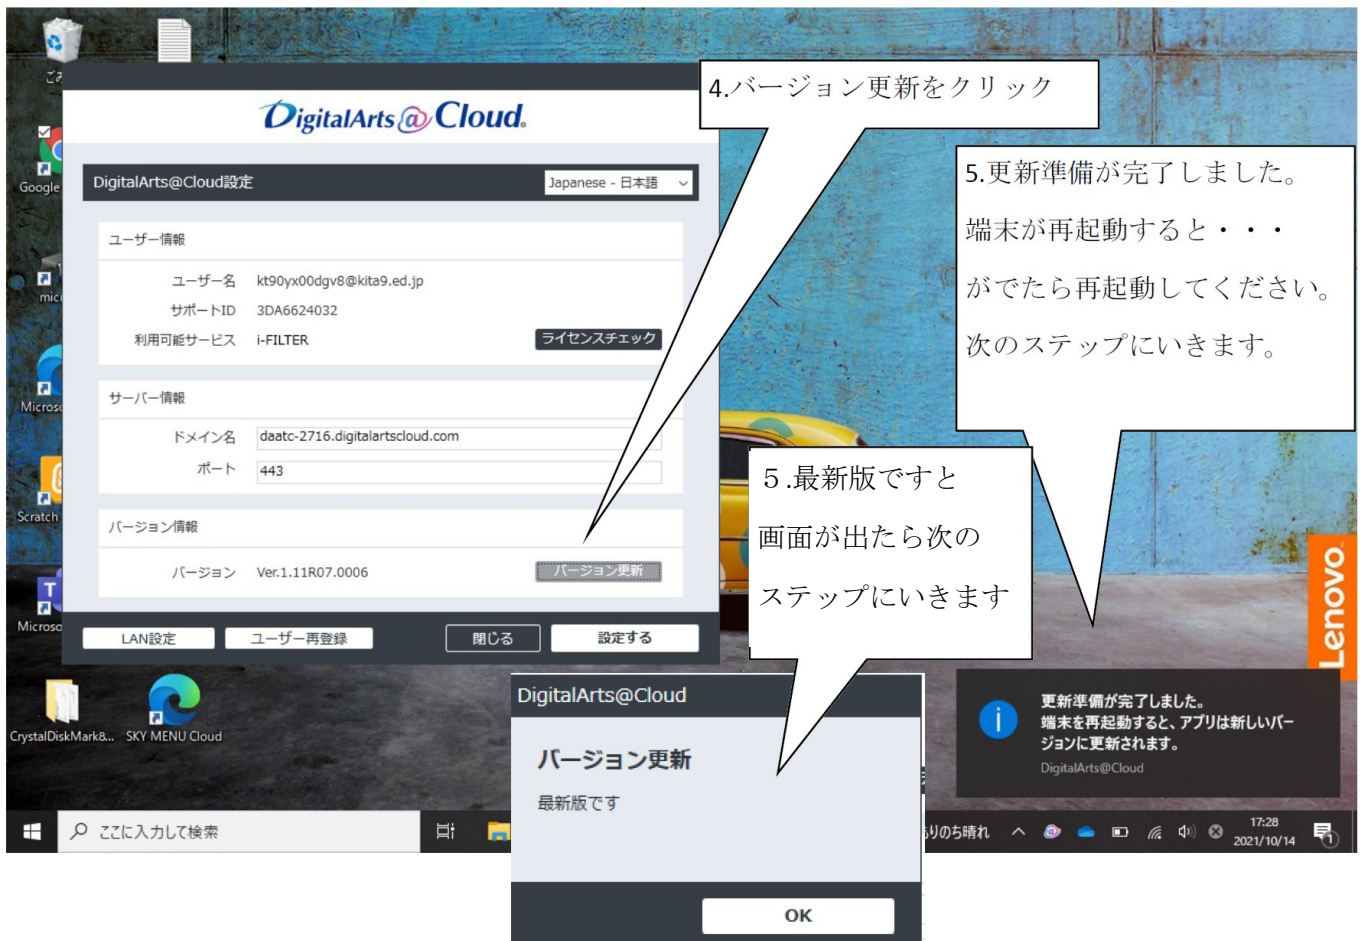 4.バージョン更新をクリック
5.更新準備が完了しました。
端末が再起動すると・・・
がでたら再起動してください。
次のステップにいきます。
５.最新版ですと
画面が出たら次の
ステップにいきます
DigitalArts@Cloud.
DigitalArts@Cloud設定
Japanese - 日本語
ユーザー情報
ユーザー名 kt90yx00dgv8@kita9.ed.jp
サポートID 3DA6624032
利用可能サービス i-FILTER ライセンスチェック
サーバー情報
ドメイン名 daatc-2716.digitalartscloud.com
ポート 443
バージョン情報
バージョン Ver.1.11R07.0006 バージョン更新
LAN設定 ユーザー再登録 閉じる 設定する
Google
Scratch
CrystalDiskMark8... SKY MENU Cloud
Lenovo
更新準備が完了しました。
端末を再起動すると、アプリは新しいバー
ジョンに更新されます。
DigitalArts@Cloud
DigitalArts@Cloud
バージョン更新
最新版です
OK
ここに入力して検索
のち晴れ
17:28
2021/10/14
1